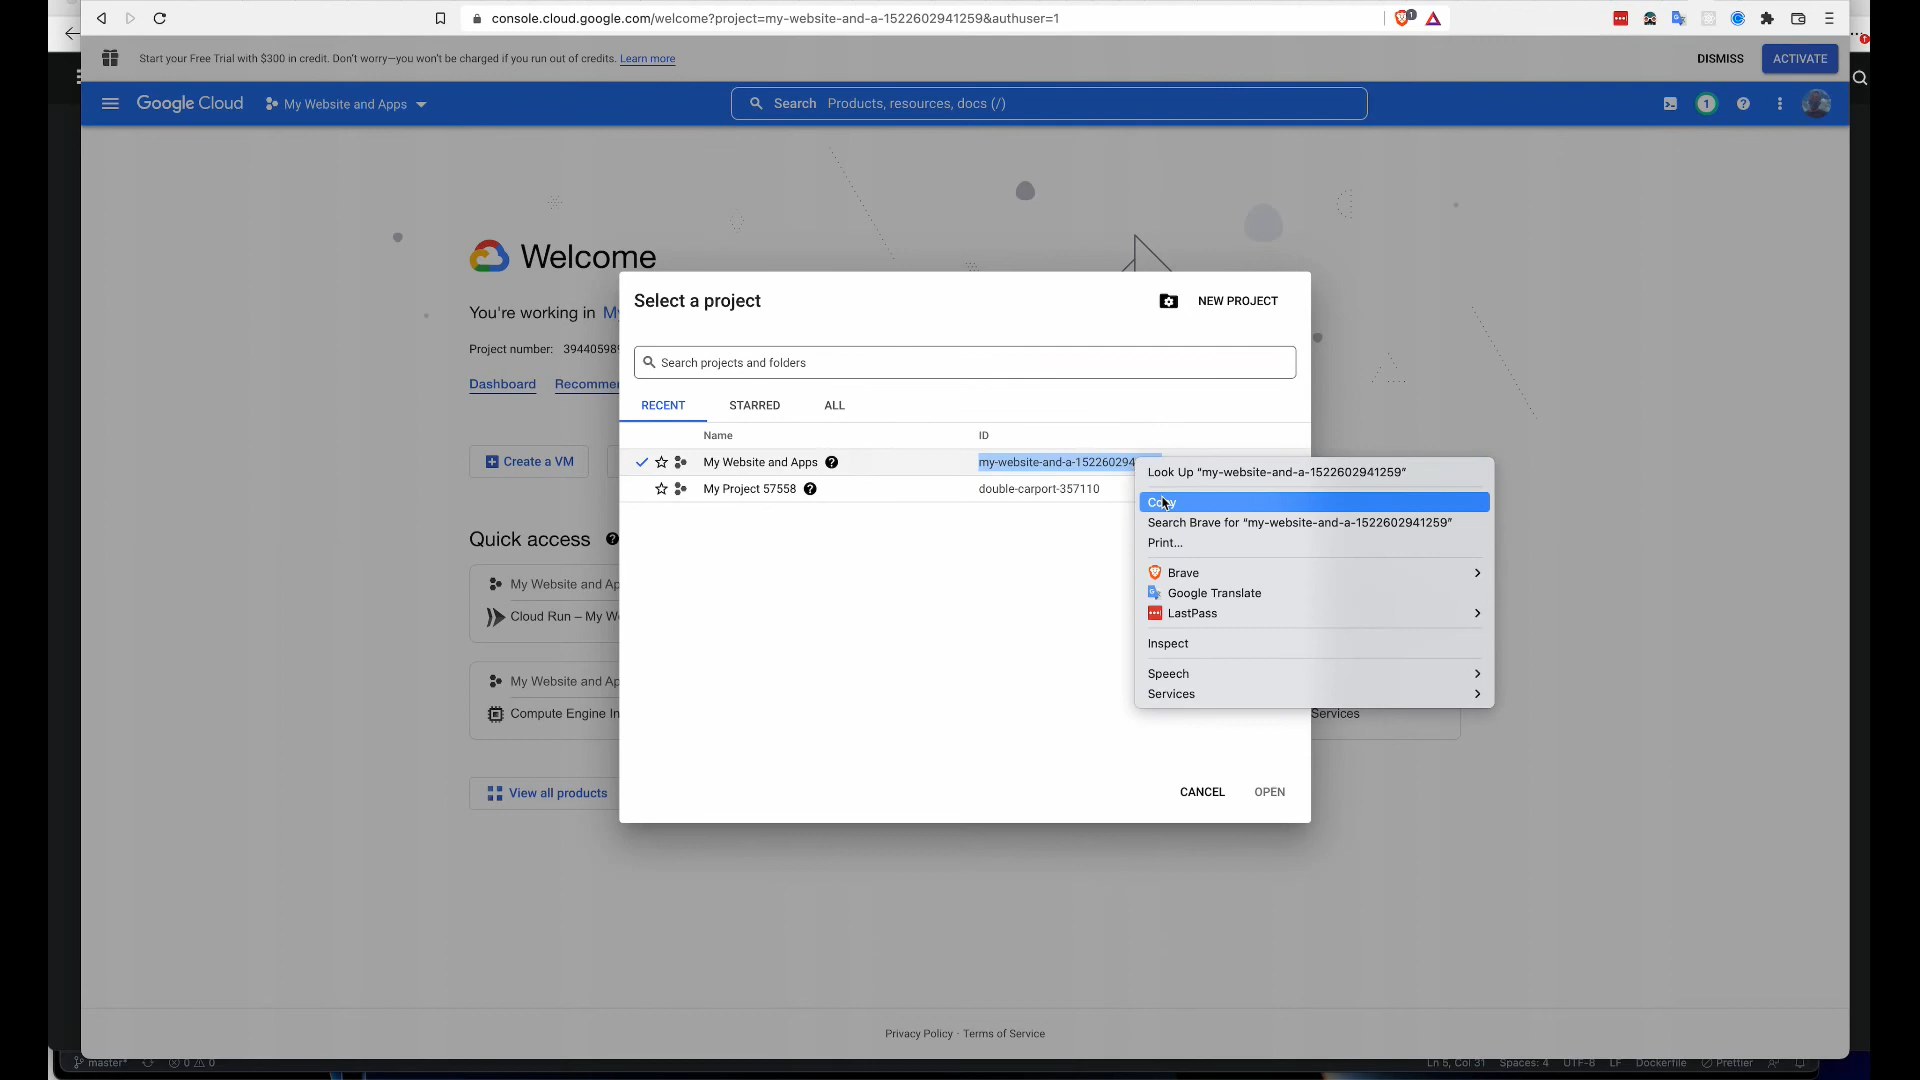 console.cloud.google.com/welcome?project=my-website-and-a-1522602941259&authuser=1
1
Start your Free Trial with $300 in credit. Don't worry—you won't be charged if you run out of credits. Learn more
DISMISS
ACTIVATE
Google Cloud
My Website and Apps
Search Products, resources, docs (/)
1
Welcome
You're working in
Project number:
Dashboard
Create a VM
Quick access
My Website and
Cloud Run – My
My Website and
Compute Engine
View all products
Services
Select a project
NEW PROJECT
Search projects and folders
RECENT
STARRED
ALL
Name
ID
My Website and Apps
my-website-and-a-152260294
My Project 57558
double-carport-357110
CANCEL
OPEN
Look Up “my-website-and-a-1522602941259”
Copy
Search Brave for “my-website-and-a-1522602941259”
Print...
Brave
Google Translate
LastPass
Inspect
Speech
Services
Privacy Policy · Terms of Service
master*
0 0
Ln 5, Col 31
Spaces: 4
UTF-8
LF
Dockerfile
Prettier